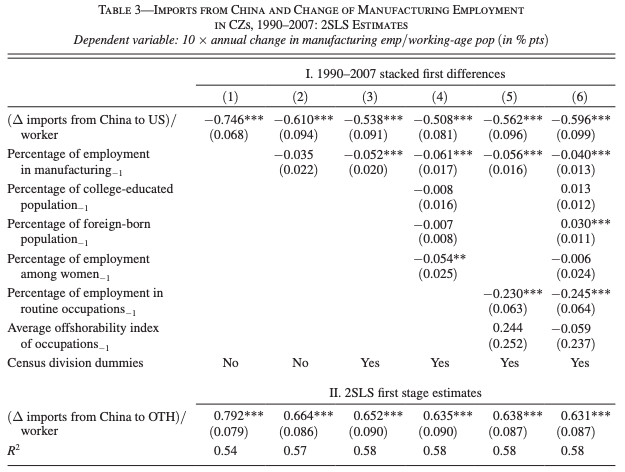 TABLE 3—IMPORTS FROM CHINA AND CHANGE OF MANUFACTURING EMPLOYMENT
IN CZS, 1990–2007: 2SLS ESTIMATES
Dependent variable: 10 × annual change in manufacturing emp/working-age pop (in % pts)
I. 1990–2007 stacked first differences
(1) (2) (3) (4) (5) (6)
(Δ imports from China to US)/ −0.746*** −0.610*** −0.538*** −0.508*** −0.562*** −0.596***
worker (0.068) (0.094) (0.091) (0.081) (0.096) (0.099)
Percentage of employment −0.035 −0.052*** −0.061*** −0.056*** −0.040***
in manufacturing−1 (0.022) (0.020) (0.017) (0.016) (0.013)
Percentage of college-educated −0.008 0.013
population−1 (0.016) (0.012)
Percentage of foreign-born −0.007 0.030***
population−1 (0.008) (0.011)
Percentage of employment −0.054** −0.006
among women−1 (0.025) (0.024)
Percentage of employment in −0.230*** −0.245***
routine occupations−1 (0.063) (0.064)
Average offshorability index 0.244 −0.059
of occupations−1 (0.252) (0.237)
Census division dummies No No Yes Yes Yes Yes
II. 2SLS first stage estimates
(Δ imports from China to OTH)/ 0.792*** 0.664*** 0.652*** 0.635*** 0.638*** 0.631***
worker (0.079) (0.086) (0.090) (0.090) (0.087) (0.087)
R² 0.54 0.57 0.58 0.58 0.58 0.58